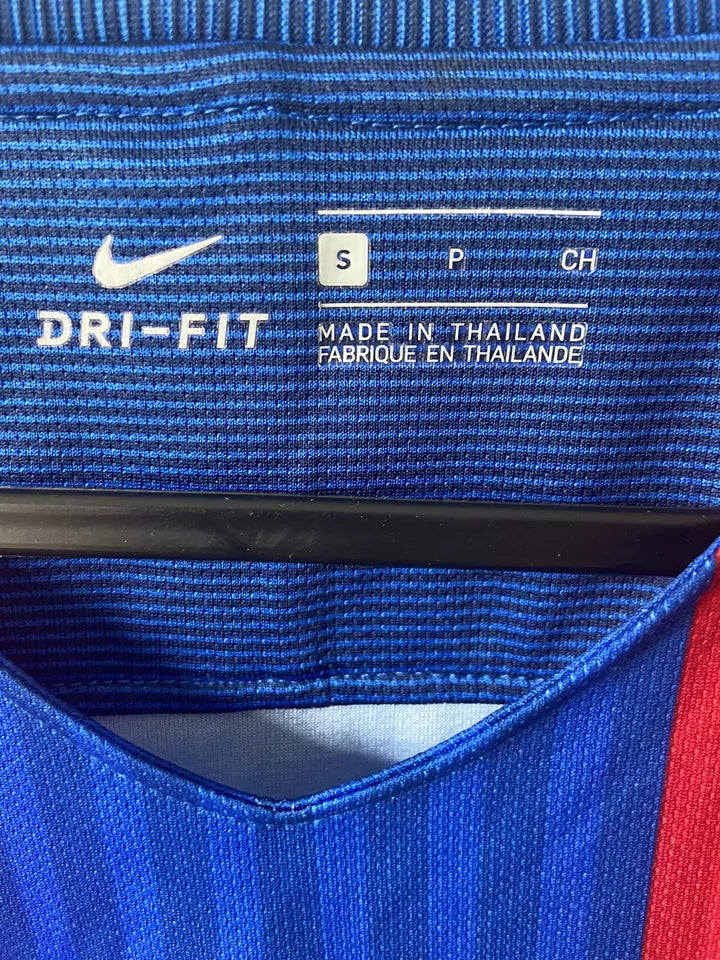 DRI-FIT
S P CH
MADE IN THAILAND
FABRIQUE EN THAILANDE